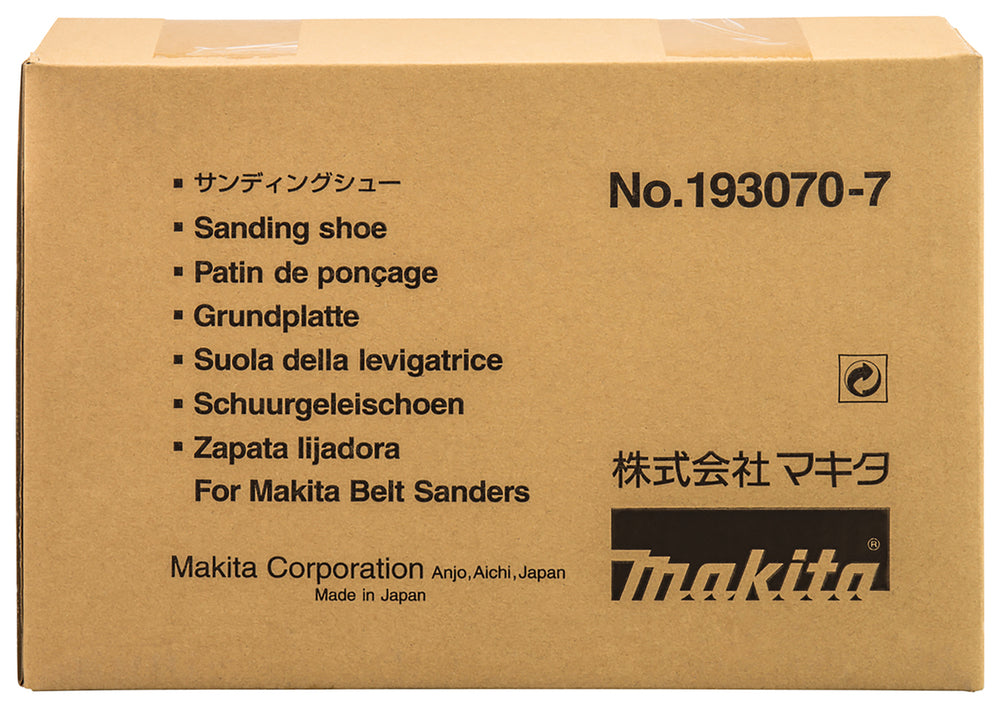 ▪ サンディングシュー
▪ Sanding shoe
▪ Patin de ponçage
▪ Grundplatte
▪ Suola della levigatrice
▪ Schuurgeleischoen
▪ Zapata lijadora
For Makita Belt Sanders
Makita Corporation Anjo, Aichi, Japan
Made in Japan
No.193070-7
株式会社 マキタ
makita®